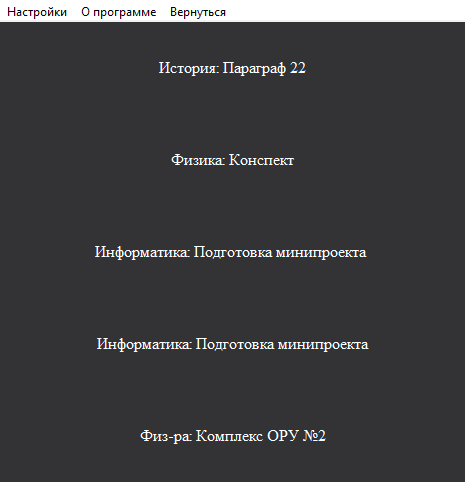 Настройки О программе Вернуться
История: Параграф 22
Физика: Конспект
Информатика: Подготовка минипроекта
Информатика: Подготовка минипроекта
Физ-ра: Комплекс ОРУ №2